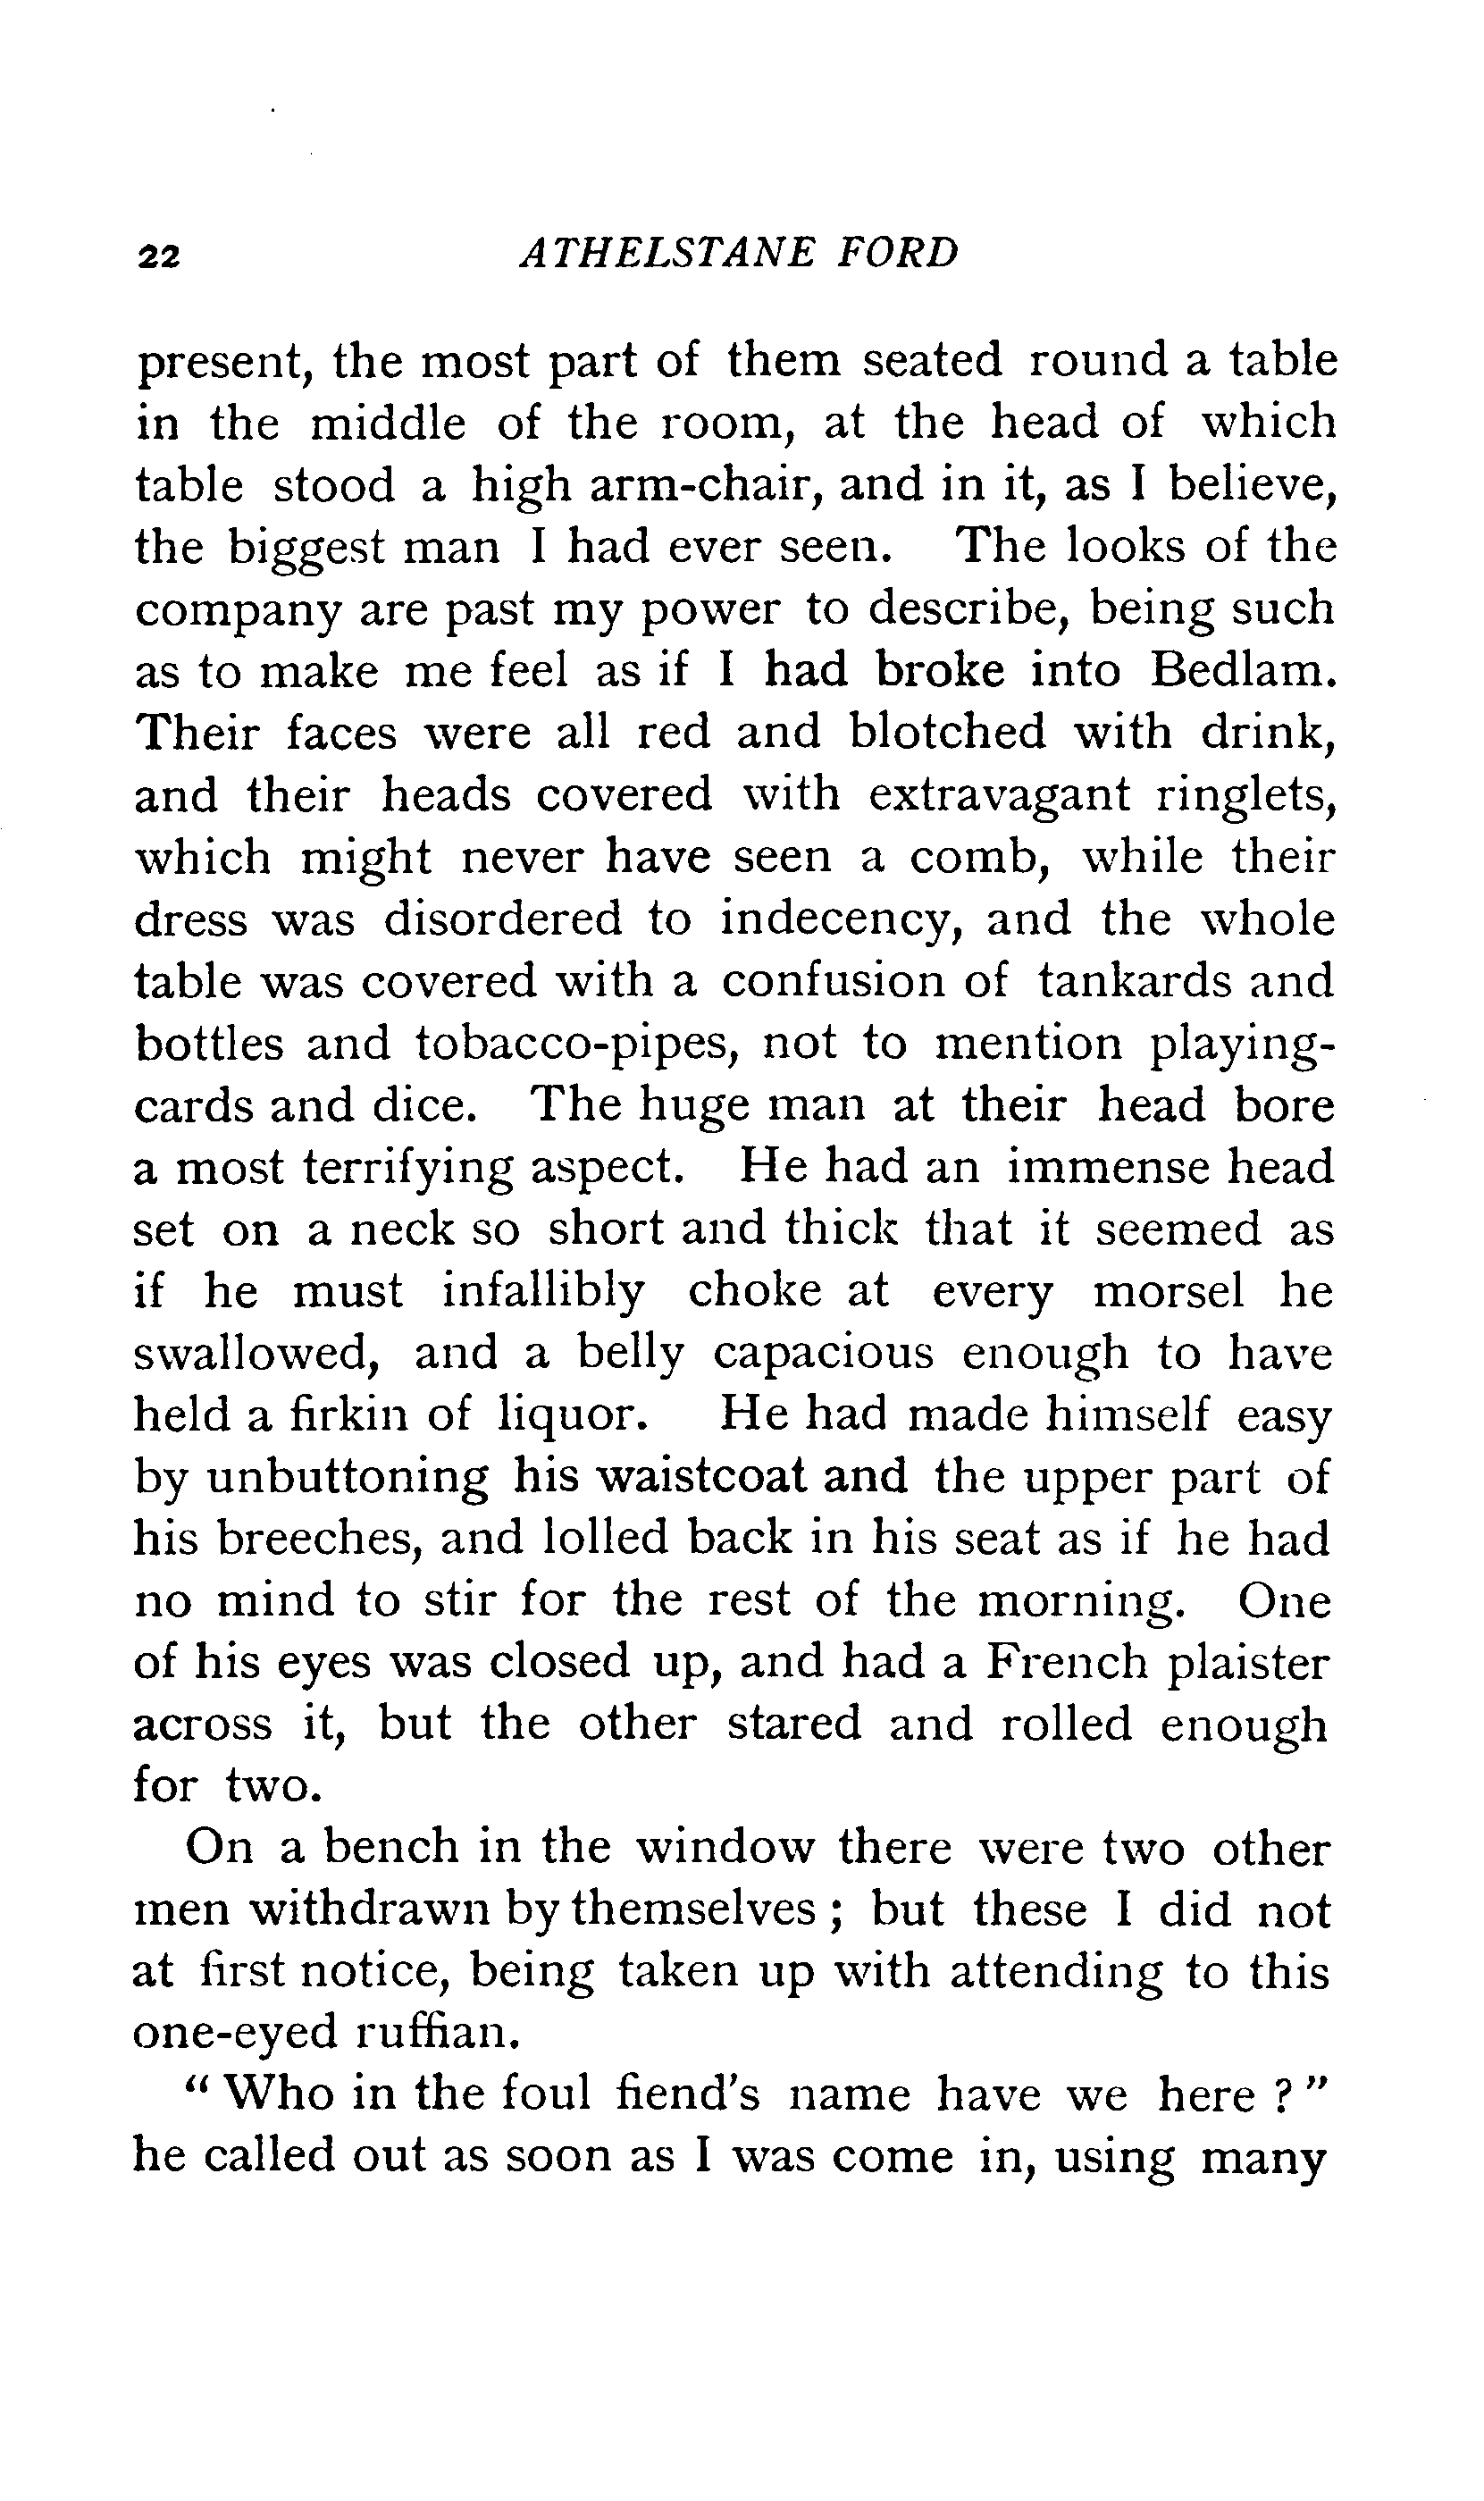 22 ATHELSTANE FORD
present, the most part of them seated round a table
in the middle of the room, at the head of which
table stood a high arm-chair, and in it, as I believe,
the biggest man I had ever seen. The looks of the
company are past my power to describe, being such
as to make me feel as if I had broke into Bedlam.
Their faces were all red and blotched with drink,
and their heads covered with extravagant ringlets,
which might never have seen a comb, while their
dress was disordered to indecency, and the whole
table was covered with a confusion of tankards and
bottles and tobacco-pipes, not to mention playing-
cards and dice. The huge man at their head bore
a most terrifying aspect. He had an immense head
set on a neck so short and thick that it seemed as
if he must infallibly choke at every morsel he
swallowed, and a belly capacious enough to have
held a firkin of liquor. He had made himself easy
by unbuttoning his waistcoat and the upper part of
his breeches, and lolled back in his seat as if he had
no mind to stir for the rest of the morning. One
of his eyes was closed up, and had a French plaister
across it, but the other stared and rolled enough
for two.
On a bench in the window there were two other
men withdrawn by themselves ; but these I did not
at first notice, being taken up with attending to this
one-eyed ruffian.
“ Who in the foul fiend's name have we here ? ”
he called out as soon as I was come in, using many